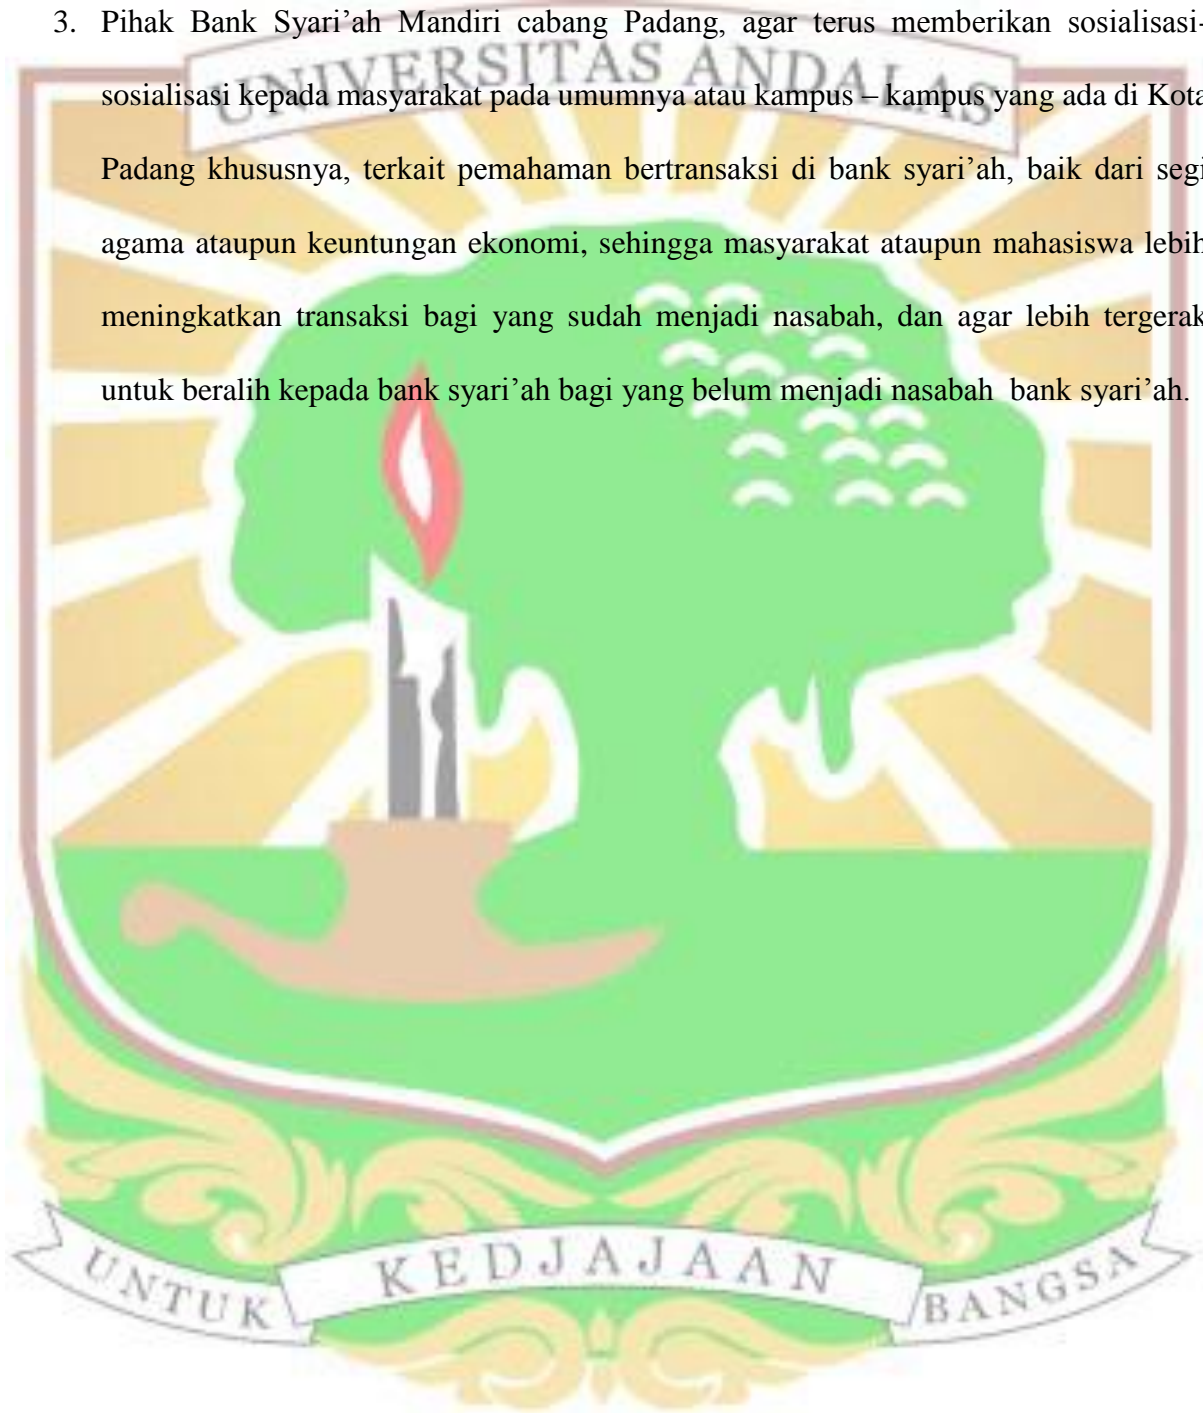 3. Pihak Bank Syari’ah Mandiri cabang Padang, agar terus memberikan sosialisasi-
UNIVERSITAS ANDALAS
sosialisasi kepada masyarakat pada umumnya atau kampus – kampus yang ada di Kota
Padang khususnya, terkait pemahaman bertransaksi di bank syari’ah, baik dari segi
agama ataupun keuntungan ekonomi, sehingga masyarakat ataupun mahasiswa lebih
meningkatkan transaksi bagi yang sudah menjadi nasabah, dan agar lebih tergerak
untuk beralih kepada bank syari’ah bagi yang belum menjadi nasabah  bank syari’ah.
UNTUK KEDJAJAAN BANGSA